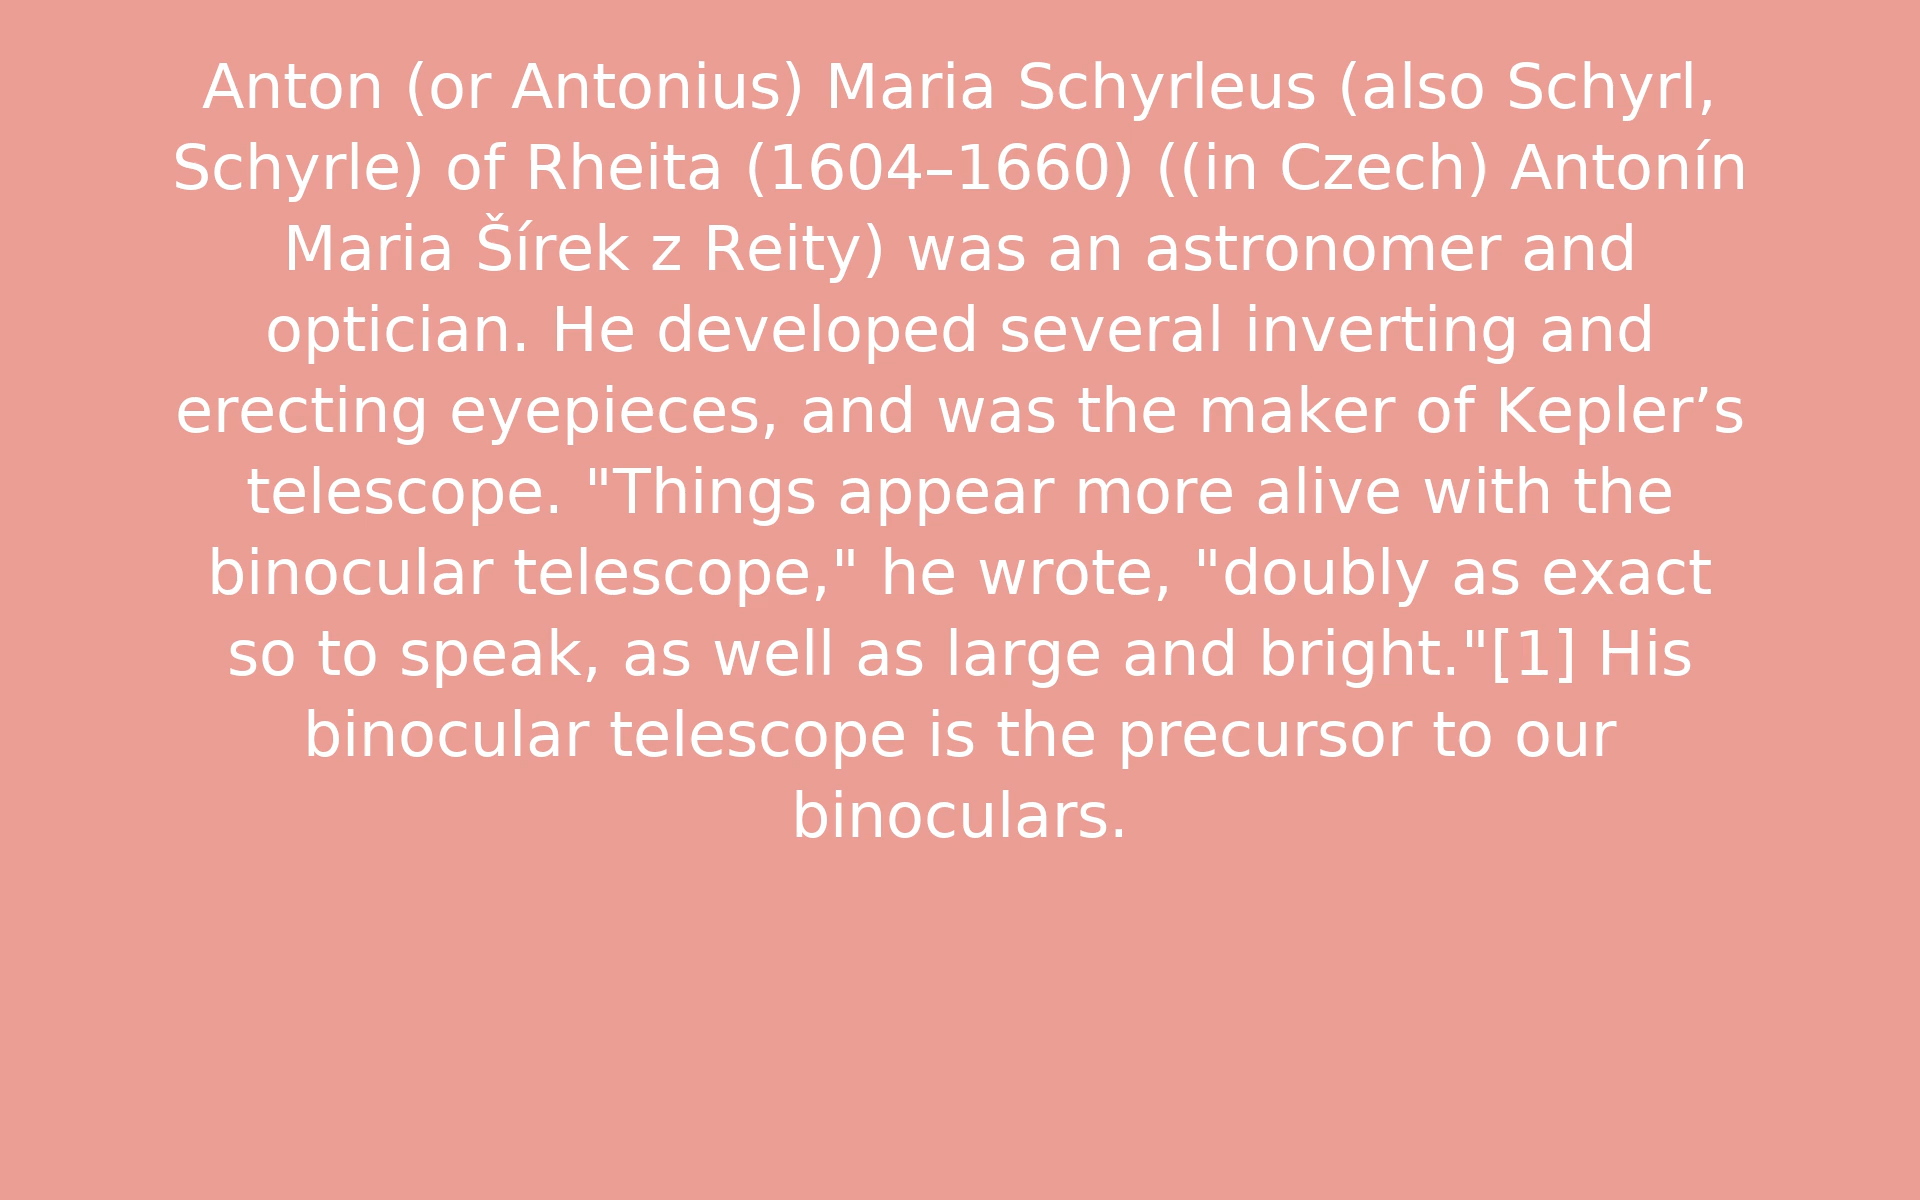 Anton (or Antonius) Maria Schyrleus (also Schyrl,
Schyrle) of Rheita (1604–1660) ((in Czech) Antonín
Maria Šírek z Reity) was an astronomer and
optician. He developed several inverting and
erecting eyepieces, and was the maker of Kepler’s
telescope. "Things appear more alive with the
binocular telescope," he wrote, "doubly as exact
so to speak, as well as large and bright."[1] His
binocular telescope is the precursor to our
binoculars.